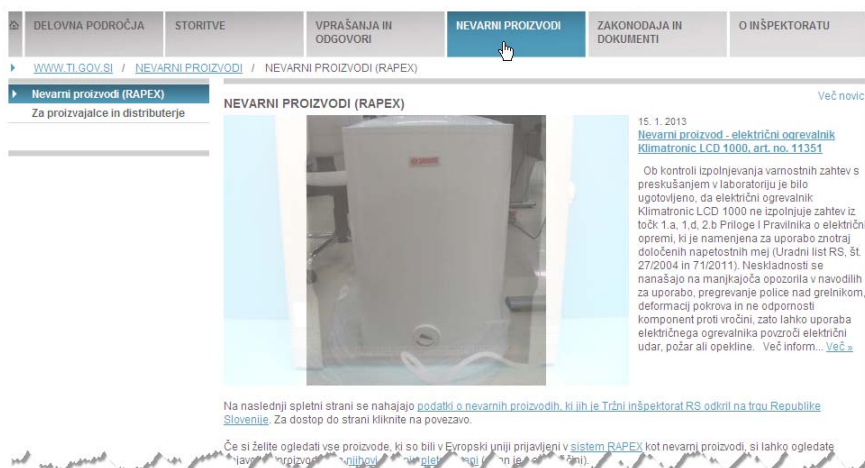 DELOVNA PODROČJA
STORITVE
VPRAŠANJA IN
ODGOVORI
NEVARNI PROIZVODI
ZAKONODAJA IN
DOKUMENTI
O INŠPEKTORATU
WWW.TI.GOV.SI / NEVARNI PROIZVODI / NEVARNI PROIZVODI (RAPEX)
Nevarni proizvodi (RAPEX)
Za proizvajalce in distributerje
NEVARNI PROIZVODI (RAPEX)
Več novic
15. 1. 2013
Nevarni proizvod - električni ogrevalnik
Klimatronic LCD 1000, art. no. 11351
Ob kontroli izpolnjevanja varnostnih zahtev s
preskušanjem v laboratoriju je bilo
ugotovljeno, da električni ogrevalnik
Klimatronic LCD 1000 ne izpolnjuje zahtev iz
točk 1.a, 1,d, 2.b Priloge I Pravilnika o električni
opremi, ki je namenjena za uporabo znotraj
določenih napetostnih mej (Uradni list RS, št.
27/2004 in 71/2011). Neskladnosti se
nanašajo na manjkajoča opozorila v navodilih
za uporabo, pregrevanje police nad grelnikom,
deformacij pokrova in ne odpornosti
komponent proti vročini, zato lahko uporaba
električnega ogrevalnika povzroči električni
udar, požar ali opekline. Več inform... Več »
Na naslednji spletni strani se nahajajo podatki o nevarnih proizvodih, ki jih je Tržni inšpektorat RS odkril na trgu Republike
Slovenije. Za dostop do strani kliknite na povezavo.
Če si želite ogledati vse proizvode, ki so bili v Evropski uniji prijavljeni v sistem RAPEX kot nevarni proizvodi, si lahko ogledate